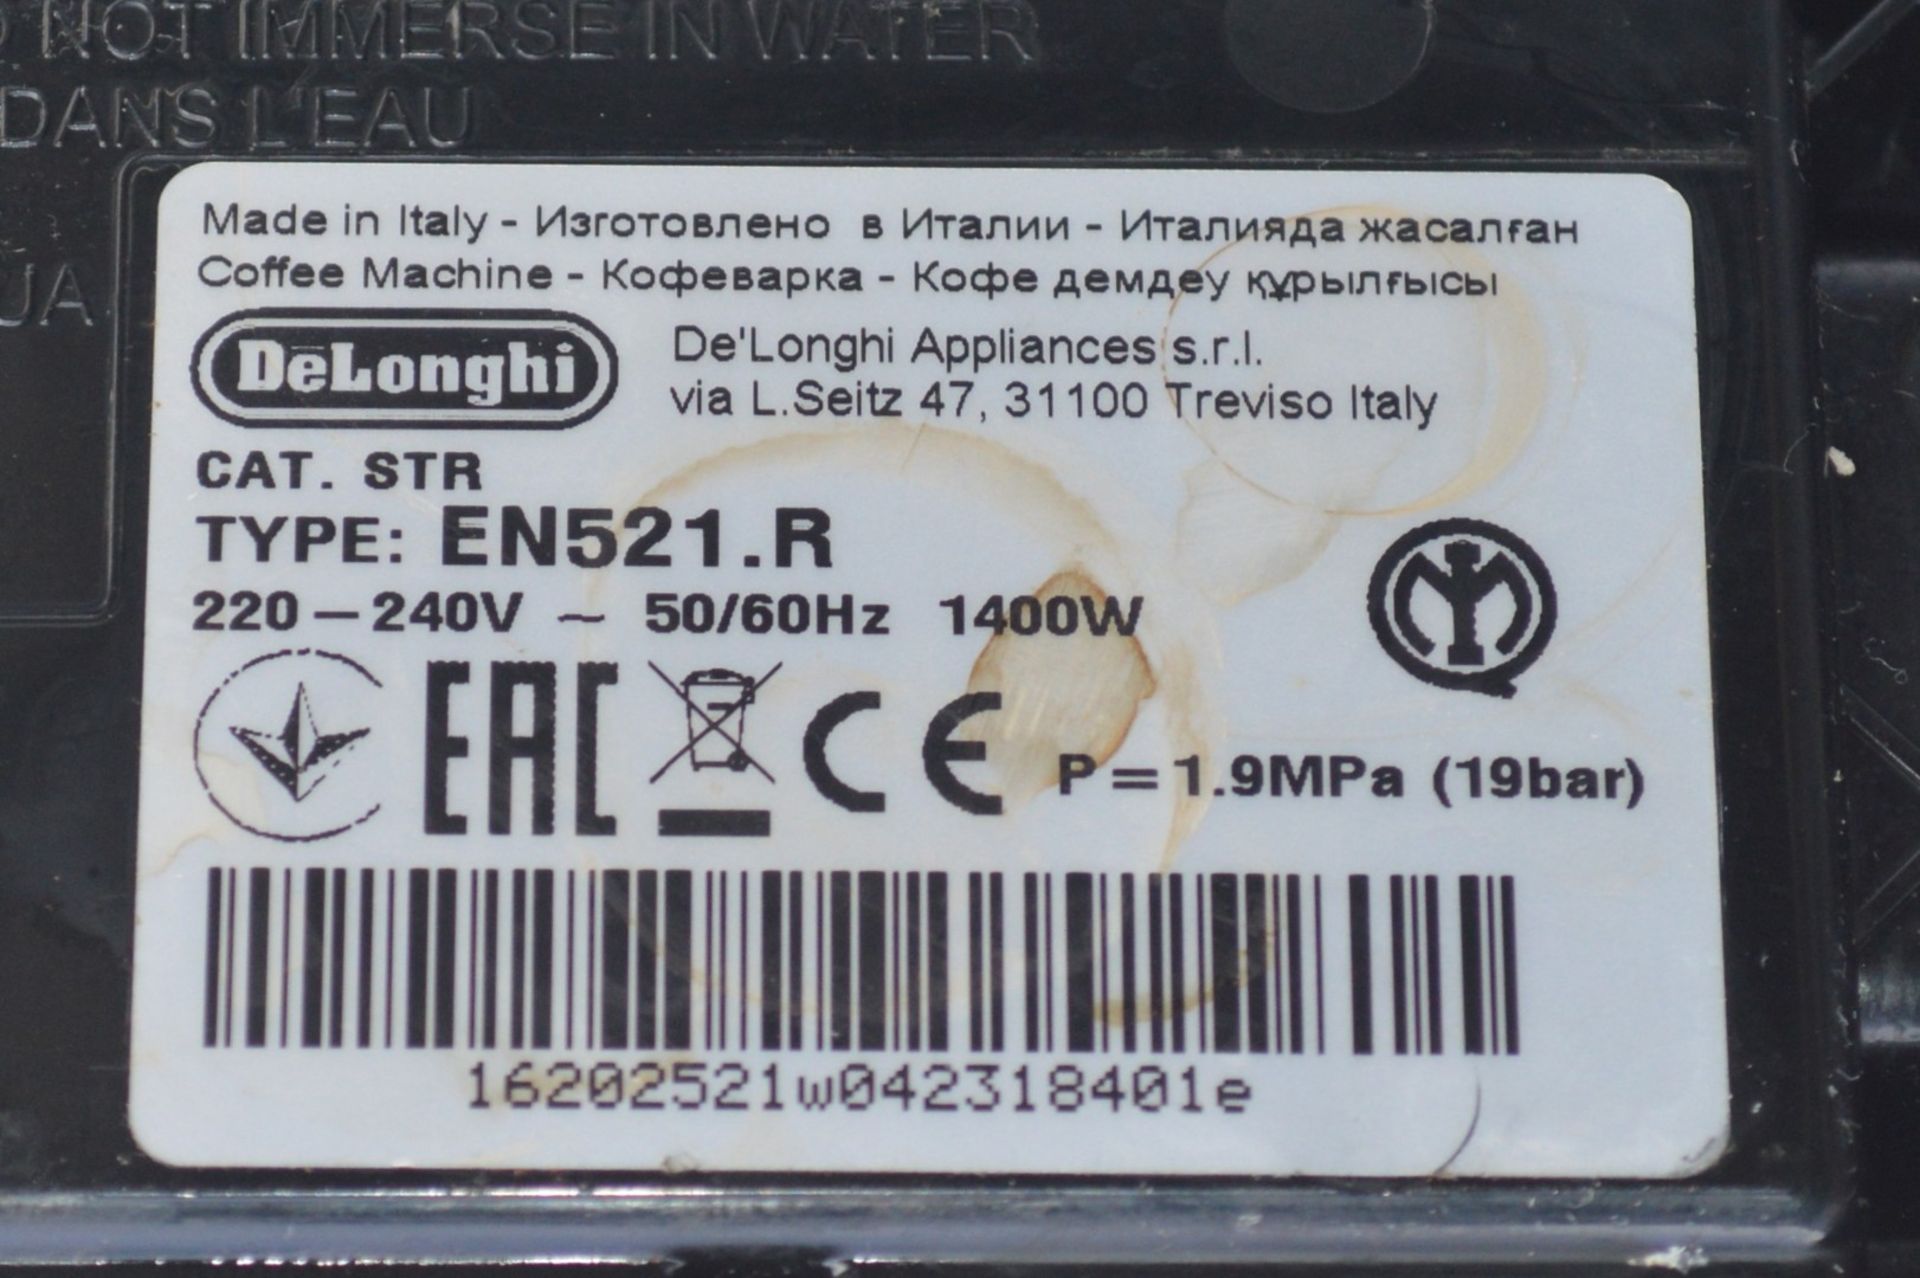 NOT IMMERSE IN WATER
DANS L'EAU
Made in Italy - Изготовлено в Италии - Италияда жасалған
Coffee Machine - Кофеварка - Кофе демдеу құрылғысы
DeLonghi
De'Longhi Appliances s.r.l.
via L.Seitz 47, 31100 Treviso Italy
CAT. STR
TYPE: EN521.R
220-240V ~ 50/60Hz 1400W
EAC CE P=1.9MPa (19bar)
16202521w042318401e